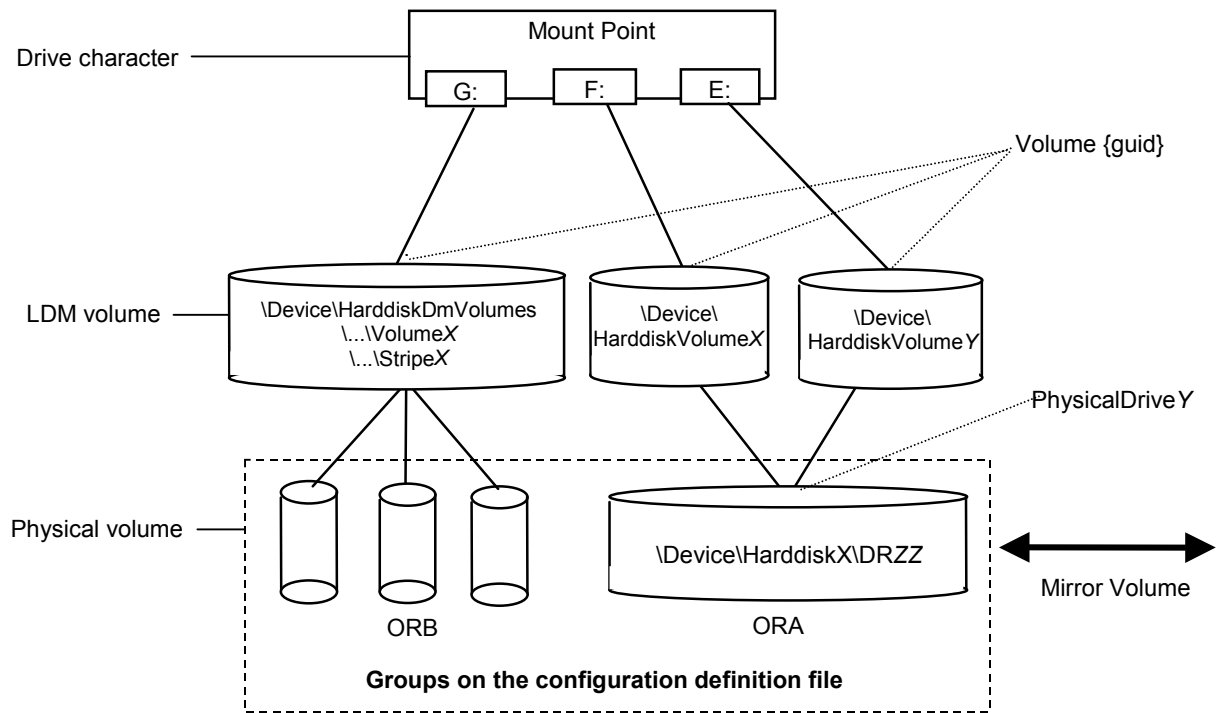 Mount Point
Drive character
G:
F:
E:
Volume {guid}
LDM volume
\Device\HarddiskDmVolumes
\...\VolumeX
\...\StripeX
\Device\
HarddiskVolumeX
\Device\
HarddiskVolumeY
PhysicalDriveY
Physical volume
\Device\HarddiskX\DRZZ
Mirror Volume
ORB
ORA
Groups on the configuration definition file